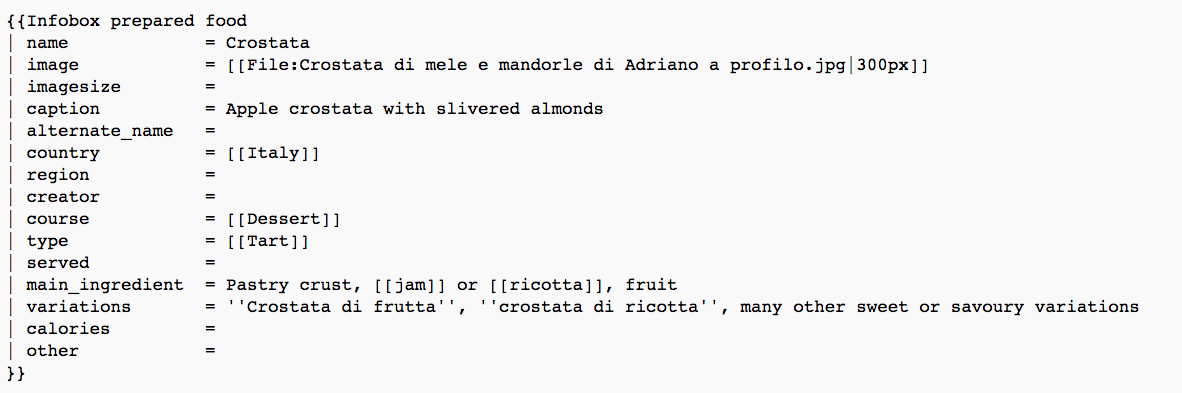 {{Infobox prepared food
| name = Crostata
| image = [[File:Crostata di mele e mandorle di Adriano a profilo.jpg|300px]]
| imagesize =
| caption = Apple crostata with slivered almonds
| alternate_name =
| country = [[Italy]]
| region =
| creator =
| course = [[Dessert]]
| type = [[Tart]]
| served =
| main_ingredient = Pastry crust, [[jam]] or [[ricotta]], fruit
| variations = ''Crostata di frutta'', ''crostata di ricotta'', many other sweet or savoury variations
| calories =
| other =
}}